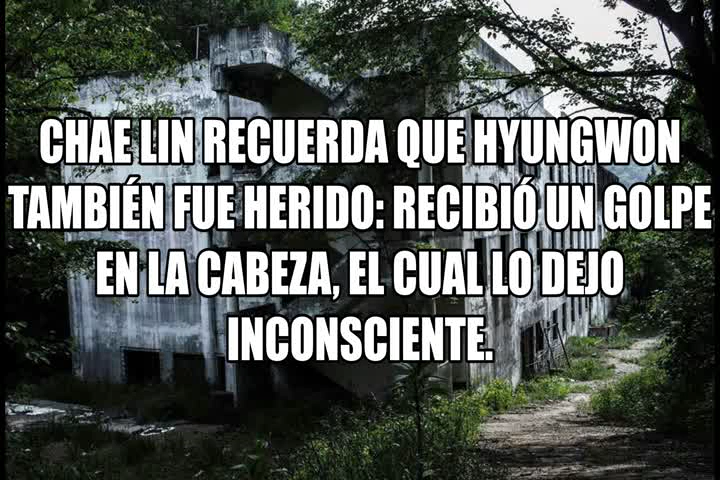 CHAE LIN RECUERDA QUE HYUNGWON
TAMBIÉN FUE HERIDO: RECIBIÓ UN GOLPE
EN LA CABEZA, EL CUAL LO DEJO
INCONSCIENTE.